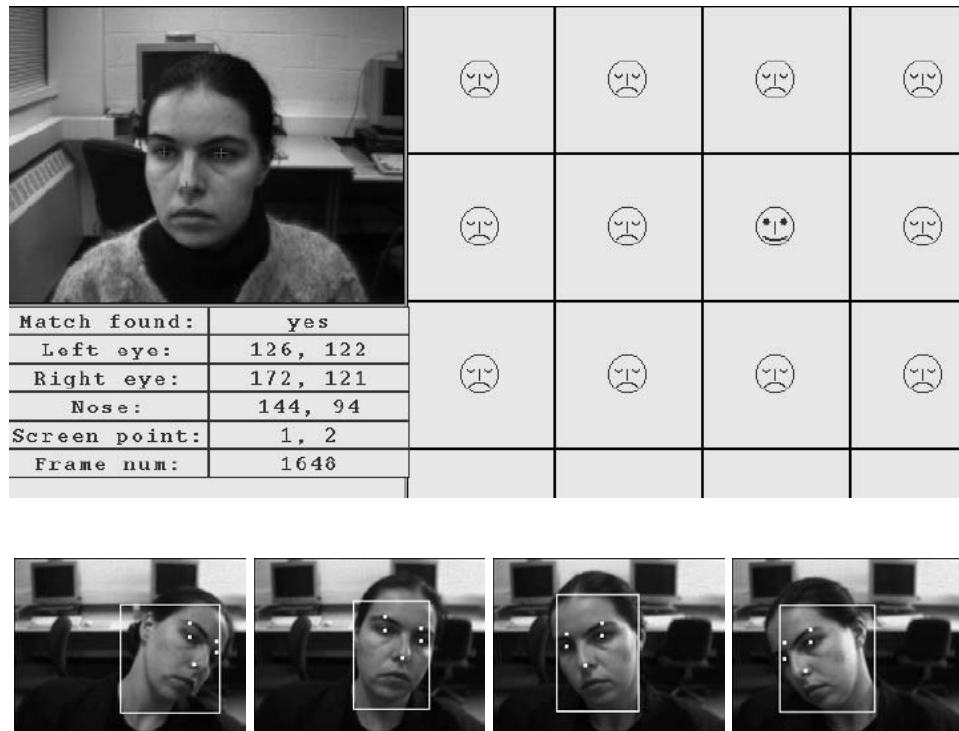 Match found: yes
Left eye: 126, 122
Right eye: 172, 121
Nose: 144, 94
Screen point: 1, 2
Frame num: 1648